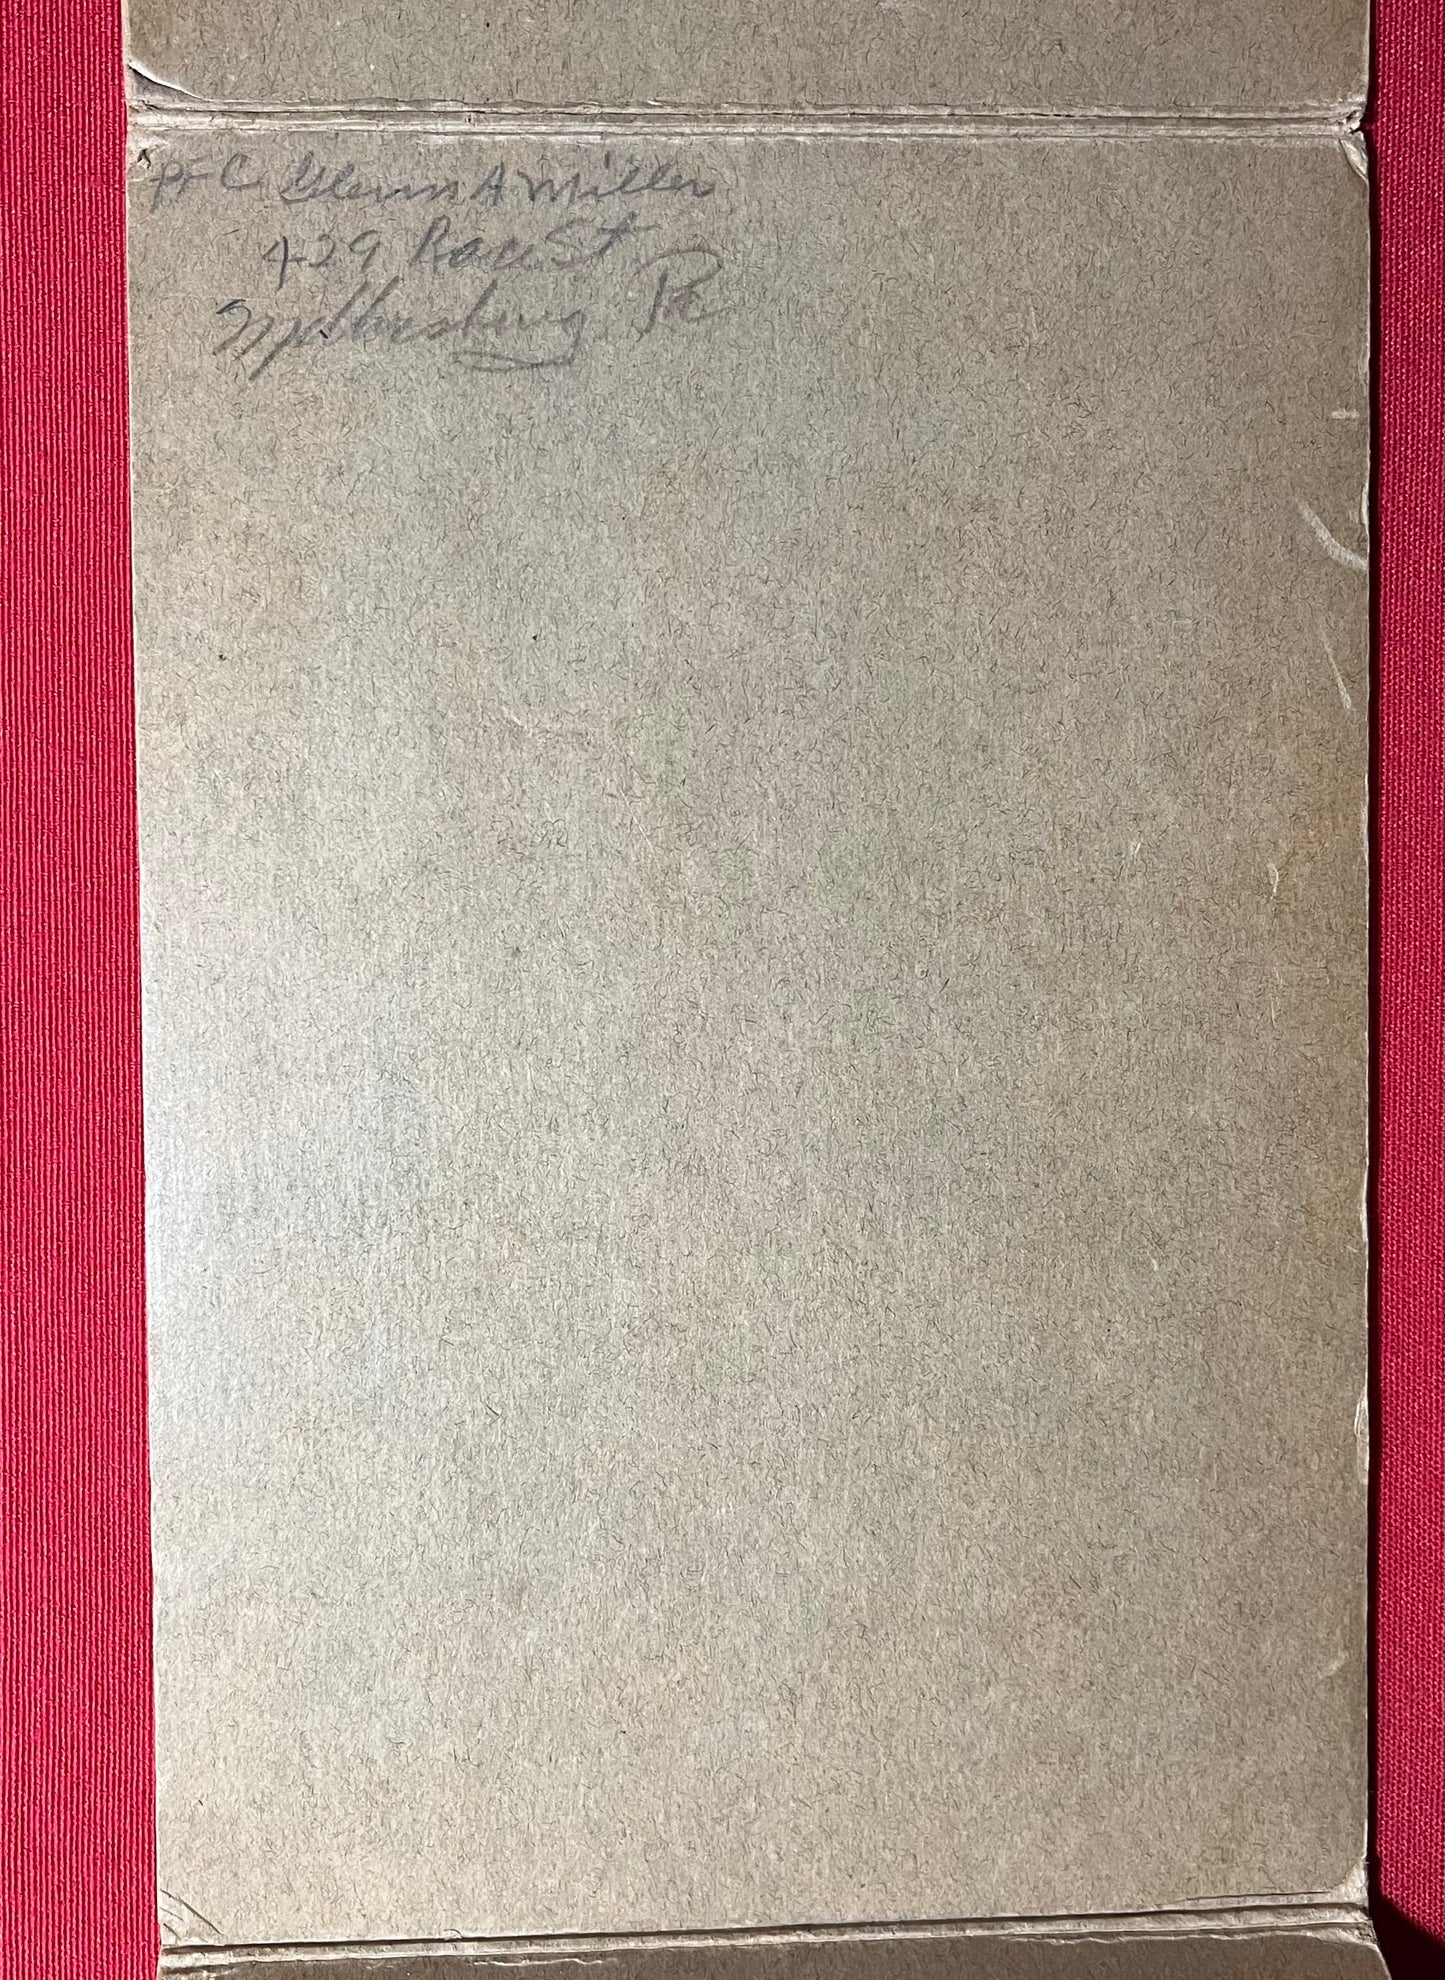 PFC Glenn A Miller
429 Race St
Millersburg Pa